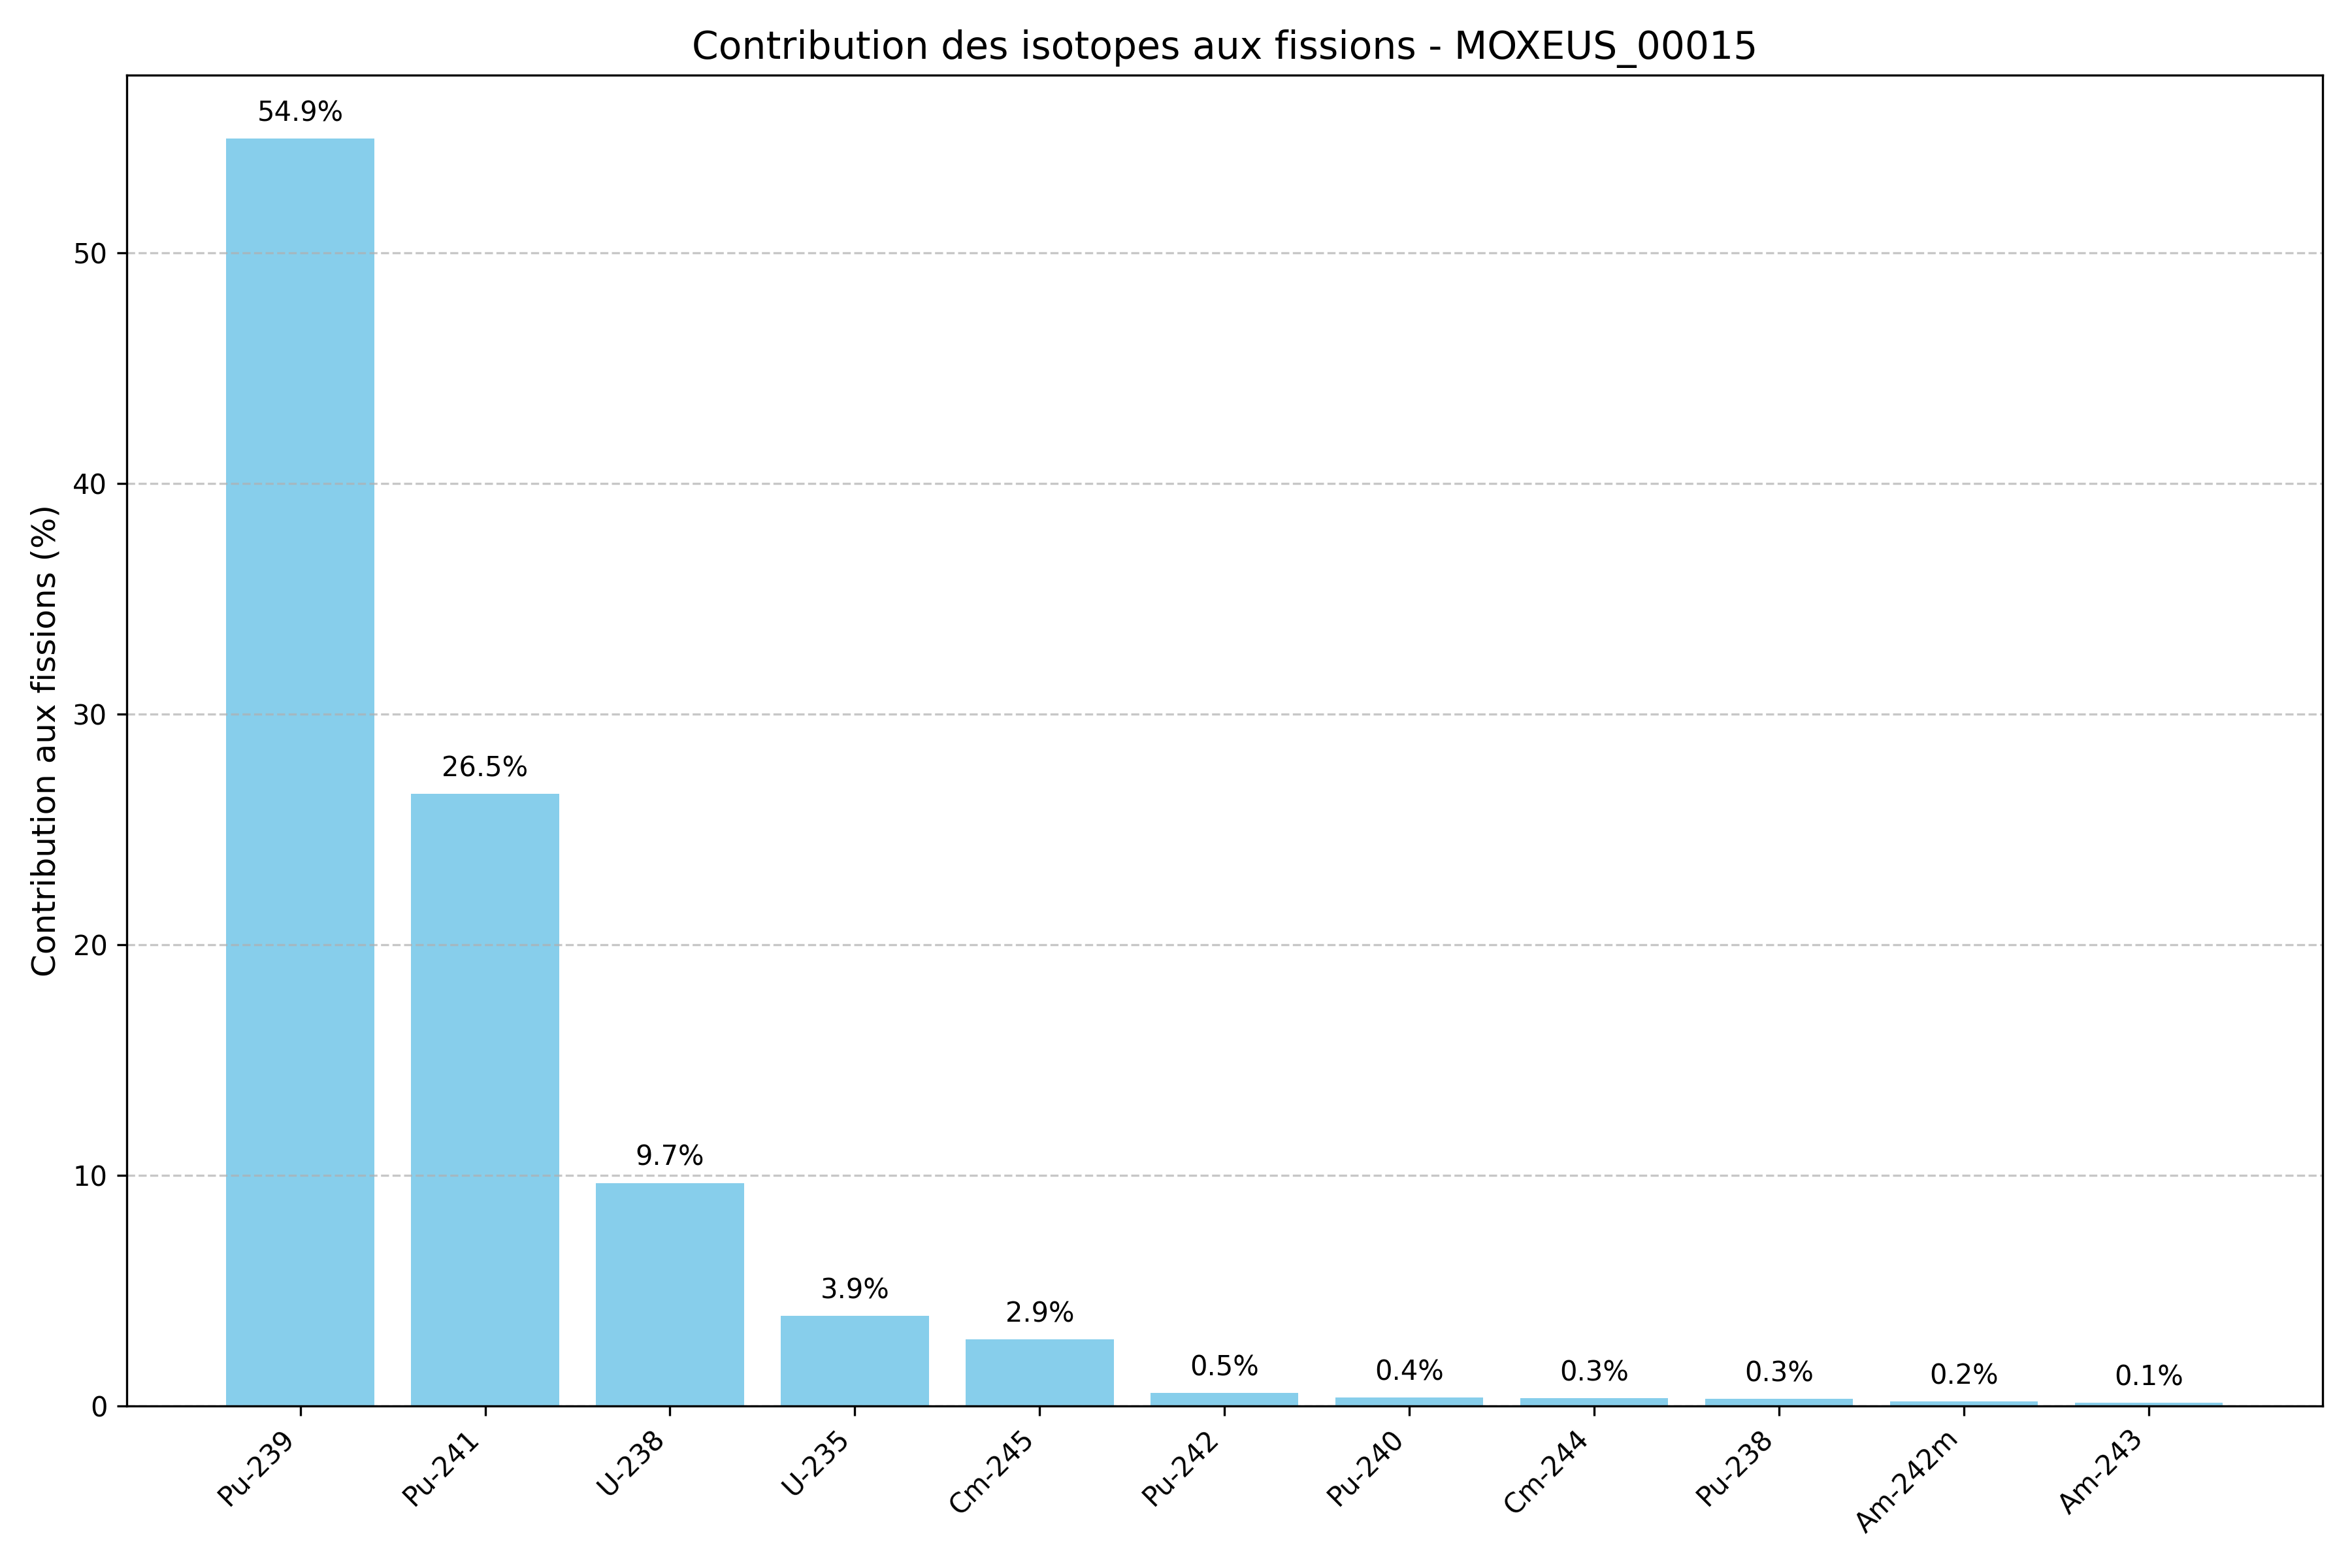 Contribution des isotopes aux fissions - MOXEUS_00015
Contribution aux fissions (%)
50
40
30
20
10
0
54.9%
26.5%
9.7%
3.9%
2.9%
0.5%
0.4%
0.3%
0.3%
0.2%
0.1%
Pu-239
Pu-241
U-238
U-235
Cm-245
Pu-242
Pu-240
Cm-244
Pu-238
Am-242m
Am-243